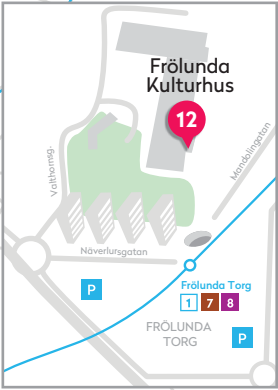 Frölunda
Kulturhus
12
Mandolingatan
Valthornsg.
Näverlursgatan
P
Frölunda Torg
1 7 8
FRÖLUNDA
TORG
P